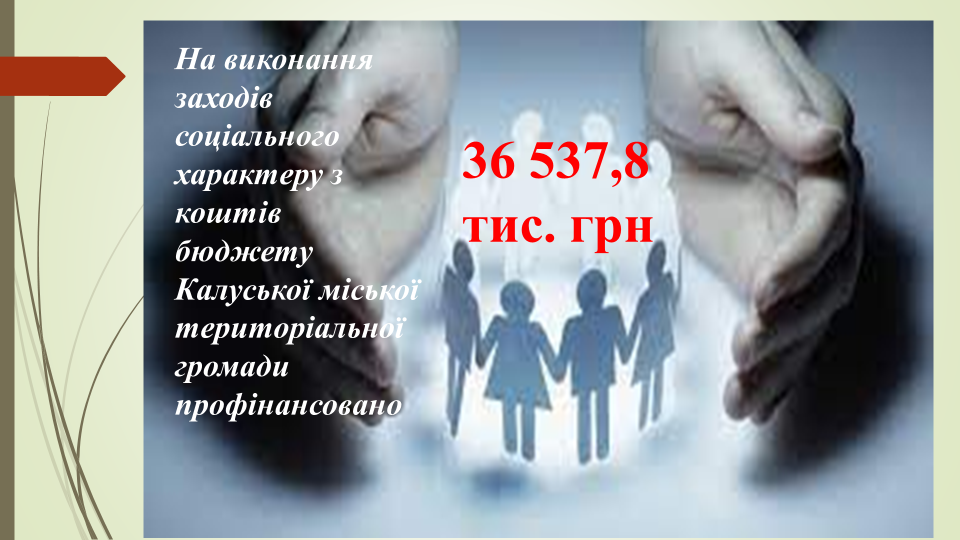 На виконання
заходів
соціального
характеру з
коштів
бюджету
Калуської міської
територіальної
громади
профінансовано
36 537,8
тис. грн